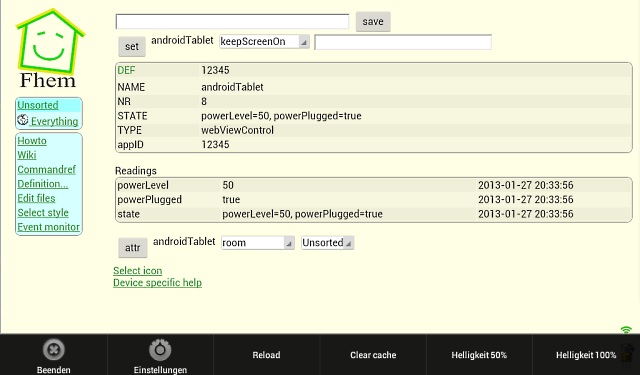 save
set androidTablet keepScreenOn
Fhem
DEF 12345
NAME androidTablet
NR 8
STATE powerLevel=50, powerPlugged=true
TYPE webViewControl
appID 12345
Unsorted
Everything
Howto
Wiki
Commandref
Definition...
Edit files
Select style
Event monitor
Readings
powerLevel 50 2013-01-27 20:33:56
powerPlugged true 2013-01-27 20:33:56
state powerLevel=50, powerPlugged=true 2013-01-27 20:33:56
attr androidTablet room Unsorted
Select icon
Device specific help
Beenden
Einstellungen
Reload
Clear cache
Helligkeit 50%
Helligkeit 100%